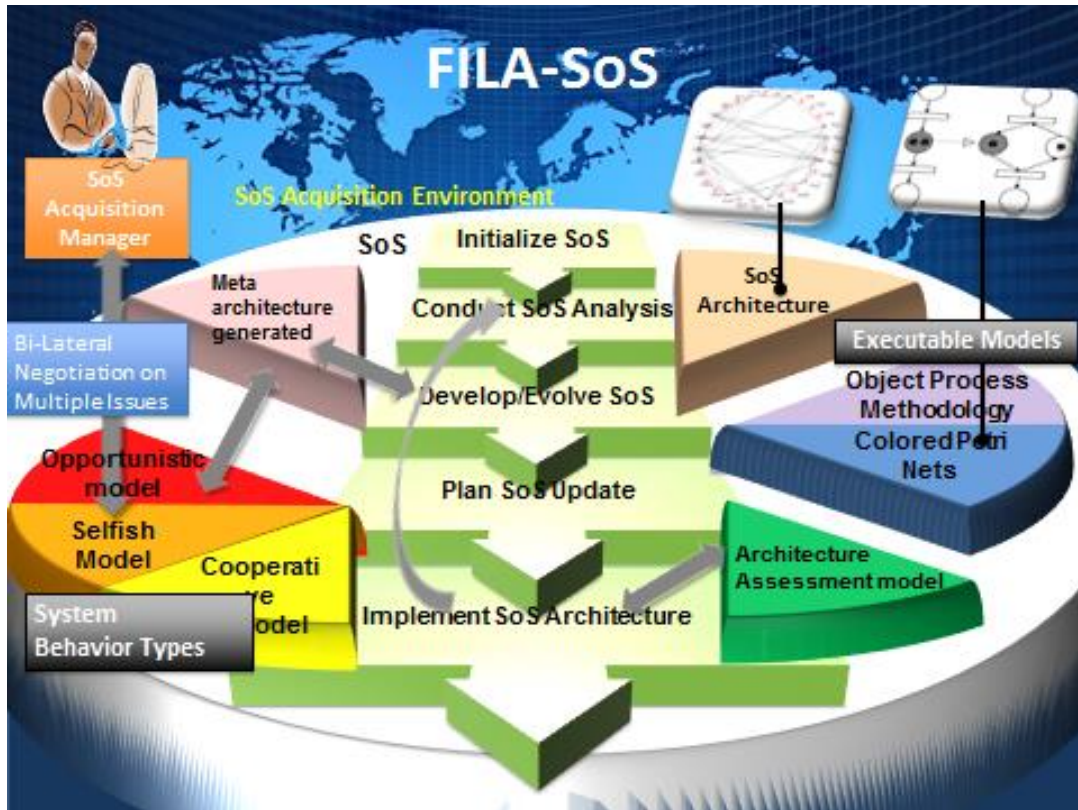 FILA-SoS
SoS
Acquisition
Manager
SoS Acquisition Environment
SoS
Initialize SoS
Meta
architecture
generated
Conduct SoS Analysis
SoS
Architecture
Bi-Lateral
Negotiation on
Multiple Issues
Develop/Evolve SoS
Executable Models
Object Process
Methodology
Colored Petri
Nets
Opportunistic
model
Plan SoS Update
Selfish
Model
Cooperati
ve
odel
Architecture
Assessment model
System
Behavior Types
Implement SoS Architecture